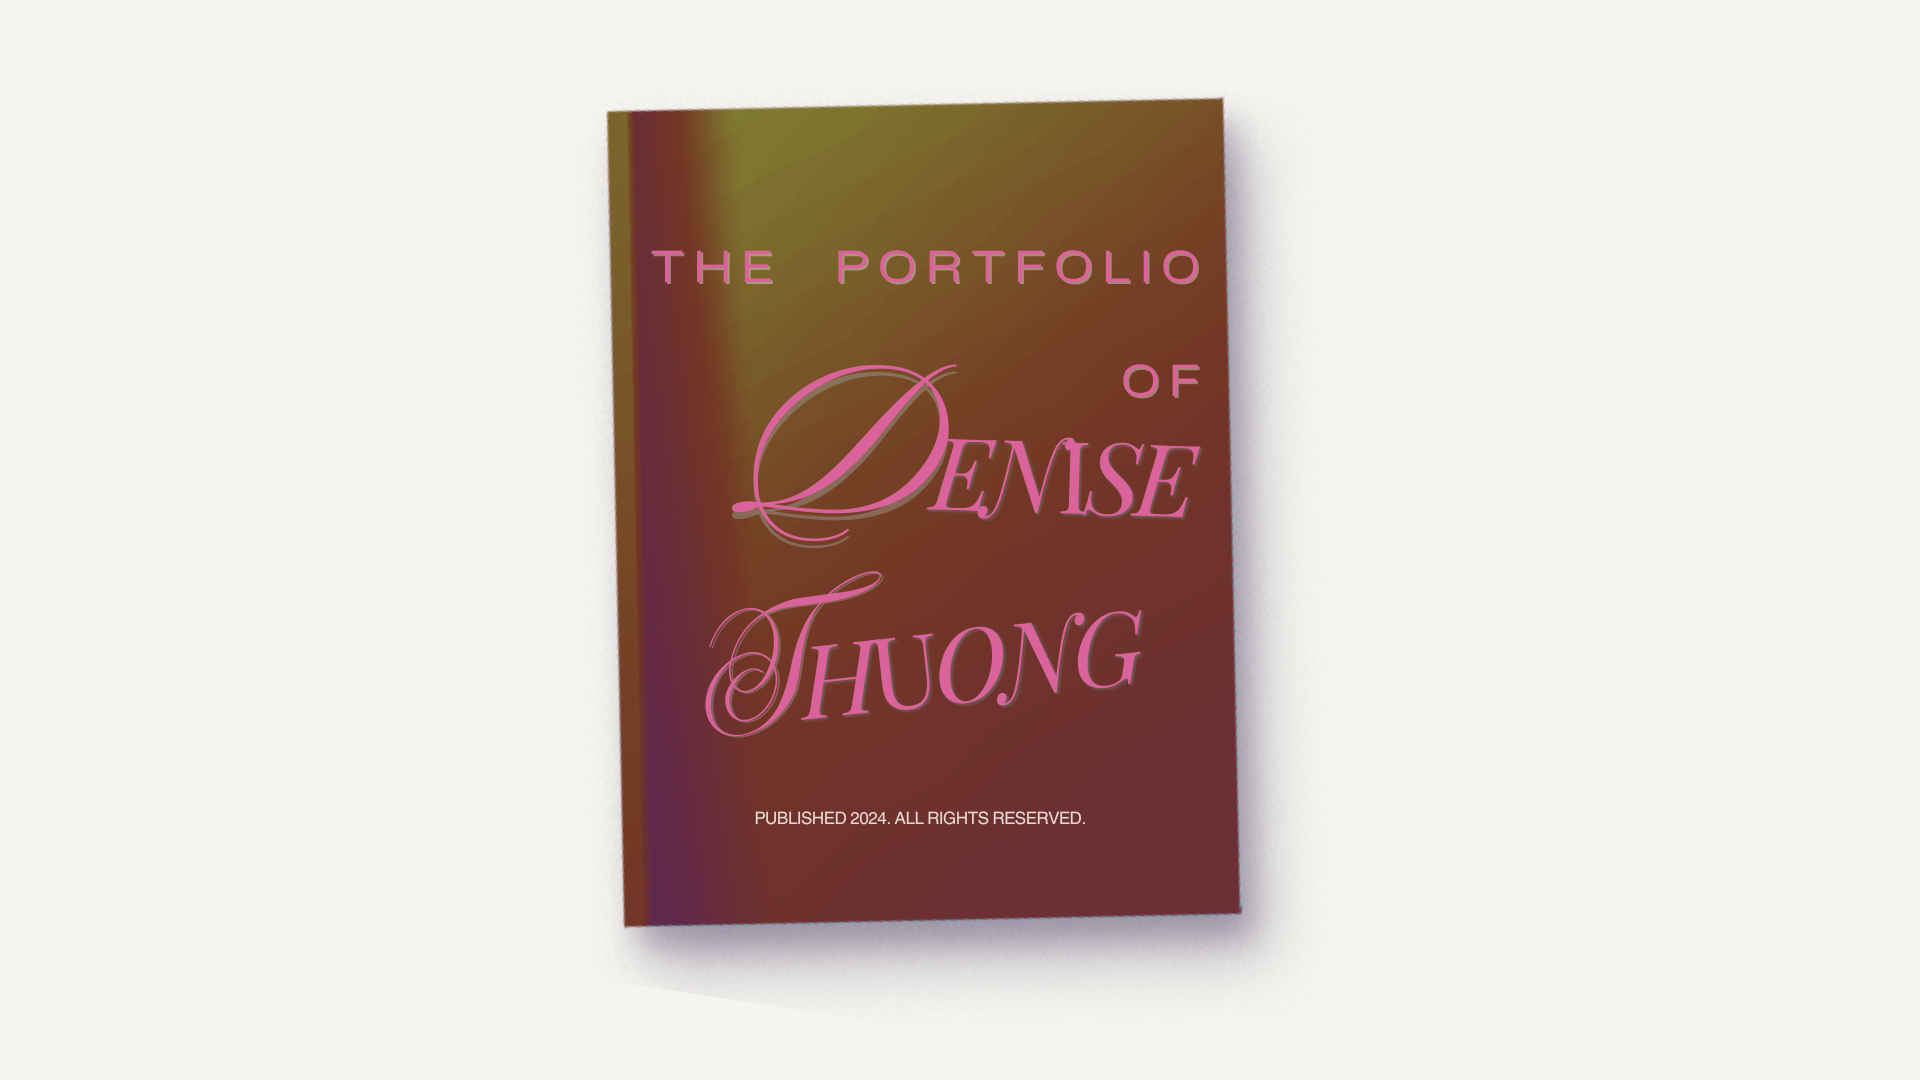 THE PORTFOLIO
OF
DENISE
THUONG
PUBLISHED 2024. ALL RIGHTS RESERVED.